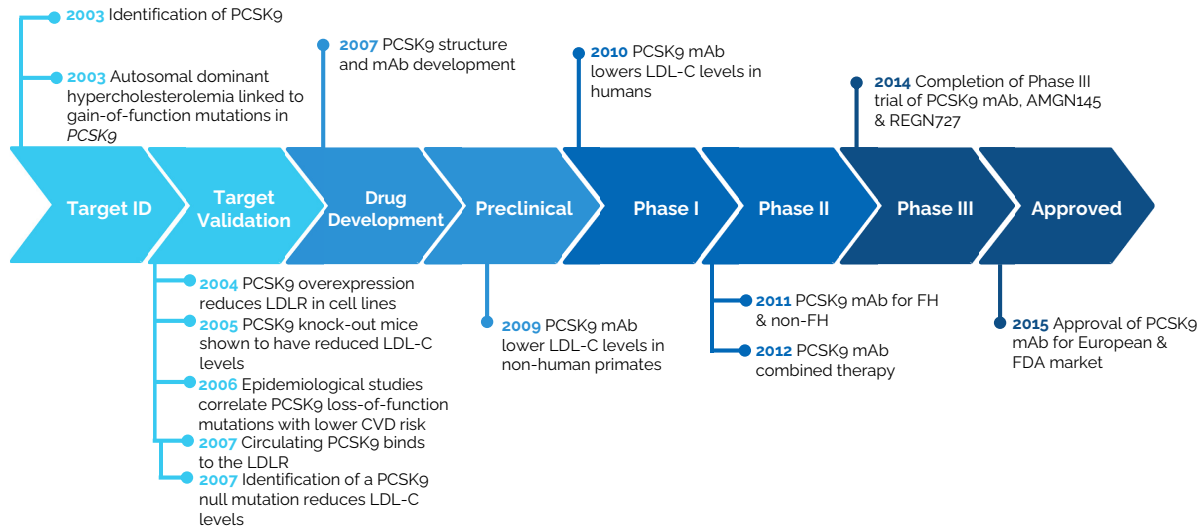 2003 Identification of PCSK9
2003 Autosomal dominant
hypercholesterolemia linked to
gain-of-function mutations in
PCSK9
2007 PCSK9 structure
and mAb development
2010 PCSK9 mAb
lowers LDL-C levels in
humans
2014 Completion of Phase III
trial of PCSK9 mAb, AMGN145
& REGN727
Target ID
Target
Validation
Drug
Development
Preclinical
Phase I
Phase II
Phase III
Approved
2004 PCSK9 overexpression
reduces LDLR in cell lines
2005 PCSK9 knock-out mice
shown to have reduced LDL-C
levels
2006 Epidemiological studies
correlate PCSK9 loss-of-function
mutations with lower CVD risk
2007 Circulating PCSK9 binds
to the LDLR
2007 Identification of a PCSK9
null mutation reduces LDL-C
levels
2009 PCSK9 mAb
lower LDL-C levels in
non-human primates
2011 PCSK9 mAb for FH
& non-FH
2012 PCSK9 mAb
combined therapy
2015 Approval of PCSK9
mAb for European &
FDA market